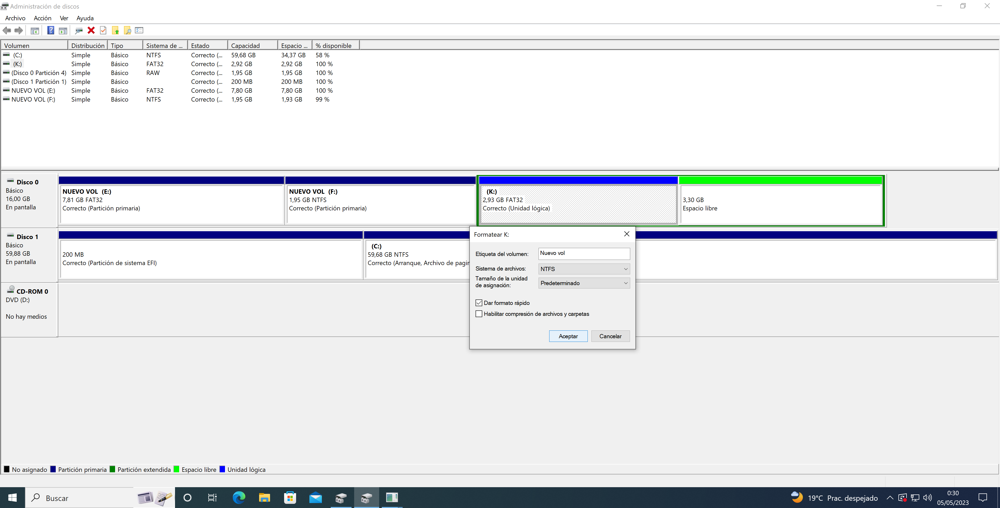 Administración de discos
Archivo Acción Ver Ayuda
Volumen Distribución Tipo Sistema de ... Estado Capacidad Espacio ... % disponible
(C:) Simple Básico NTFS Correcto (... 59,68 GB 34,37 GB 58 %
(K:) Simple Básico FAT32 Correcto (... 2,92 GB 2,92 GB 100 %
(Disco 0 Partición 4) Simple Básico RAW Correcto (... 1,95 GB 1,95 GB 100 %
(Disco 1 Partición 1) Simple Básico Correcto (... 200 MB 200 MB 100 %
NUEVO VOL (E:) Simple Básico FAT32 Correcto (... 7,80 GB 7,80 GB 100 %
NUEVO VOL (F:) Simple Básico NTFS Correcto (... 1,95 GB 1,93 GB 99 %
Disco 0
Básico
16,00 GB
En pantalla
NUEVO VOL (E:)
7,81 GB FAT32
Correcto (Partición primaria)
NUEVO VOL (F:)
1,95 GB NTFS
Correcto (Partición primaria)
(K:)
2,93 GB FAT32
Correcto (Unidad lógica)
3,30 GB
Espacio libre
Disco 1
Básico
59,88 GB
En pantalla
200 MB
Correcto (Partición de sistema EFI)
(C:)
59,68 GB NTFS
Correcto (Arranque, Archivo de pagir
Formatear K:
Etiqueta del volumen: Nuevo vol
Sistema de archivos: NTFS
Tamaño de la unidad
de asignación: Predeterminado
Dar formato rápido
Habilitar compresión de archivos y carpetas
Aceptar Cancelar
CD-ROM 0
DVD (D:)
No hay medios
No asignado Partición primaria Partición extendida Espacio libre Unidad lógica
Buscar
19°C Prac. despejado
0:30
05/05/2023